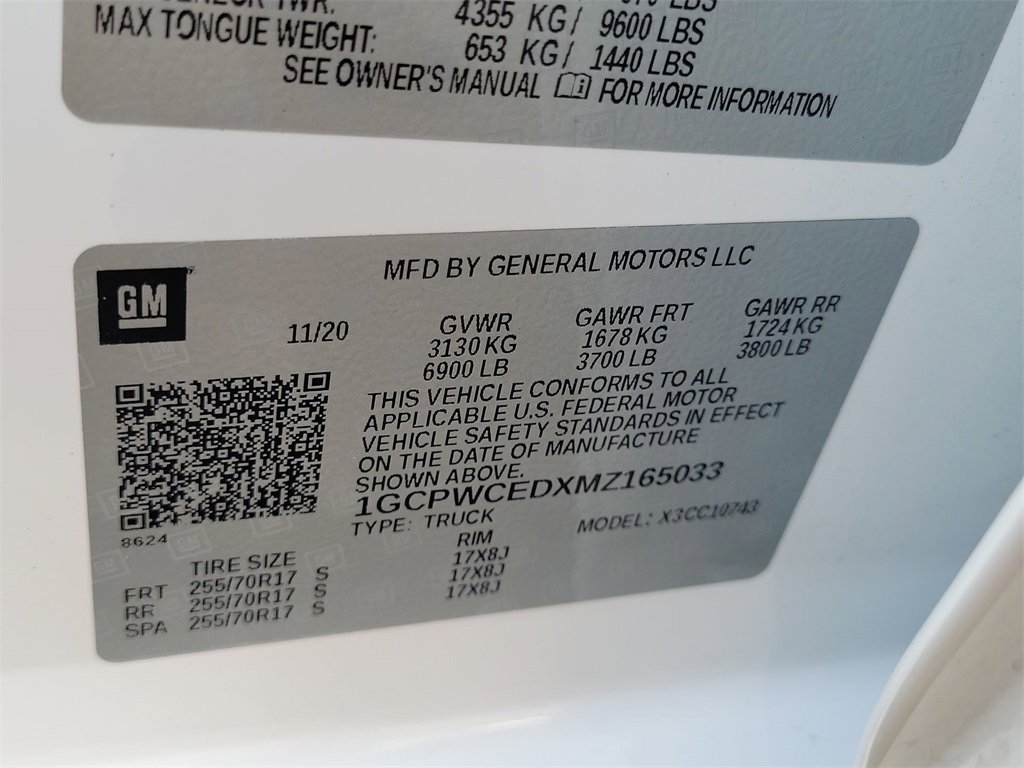 4355 KG/ 9600 LBS
MAX TONGUE WEIGHT: 653 KG/ 1440 LBS
SEE OWNER'S MANUAL FOR MORE INFORMATION
MFD BY GENERAL MOTORS LLC
GM
11/20 GVWR GAWR FRT GAWR RR
3130 KG 1678 KG 1724 KG
6900 LB 3700 LB 3800 LB
THIS VEHICLE CONFORMS TO ALL
APPLICABLE U.S. FEDERAL MOTOR
VEHICLE SAFETY STANDARDS IN EFFECT
ON THE DATE OF MANUFACTURE
SHOWN ABOVE.
1GCPWCEDXMZ165033
TYPE: TRUCK MODEL: X3CC10743
8624
TIRE SIZE RIM
FRT 255/70R17 S 17X8J
RR 255/70R17 S 17X8J
SPA 255/70R17 S 17X8J